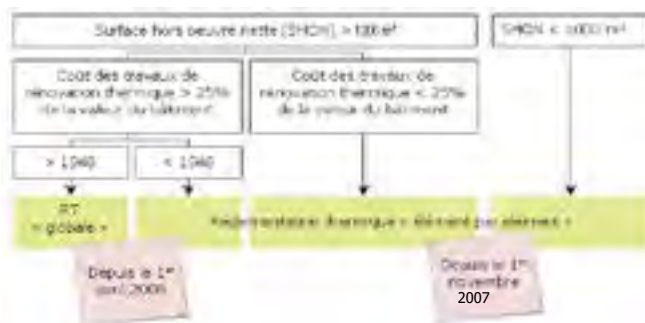 Surface hors oeuvre nette (SHON) > 1000 m²
SHON < 1000 m²
Coût des travaux de
rénovation thermique > 25%
de la valeur du bâtiment
Coût des travaux de
rénovation thermique < 25%
de la valeur du bâtiment
> 1948
< 1948
RT
« globale »
Réglementation thermique « élément par élément »
Depuis le 1er
avril 2008
Depuis le 1er
novembre
2007